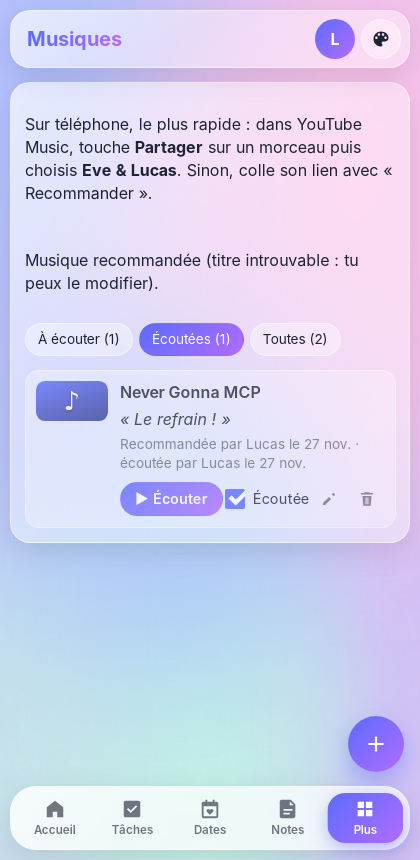 Musiques
L
Sur téléphone, le plus rapide : dans YouTube
Music, touche Partager sur un morceau puis
choisis Eve & Lucas. Sinon, colle son lien avec «
Recommander ».
Musique recommandée (titre introuvable : tu
peux le modifier).
À écouter (1)
Écoutées (1)
Toutes (2)
Never Gonna MCP
« Le refrain ! »
Recommandée par Lucas le 27 nov. ·
écoutée par Lucas le 27 nov.
▶ Écouter
Écoutée
Accueil
Tâches
Dates
Notes
Plus